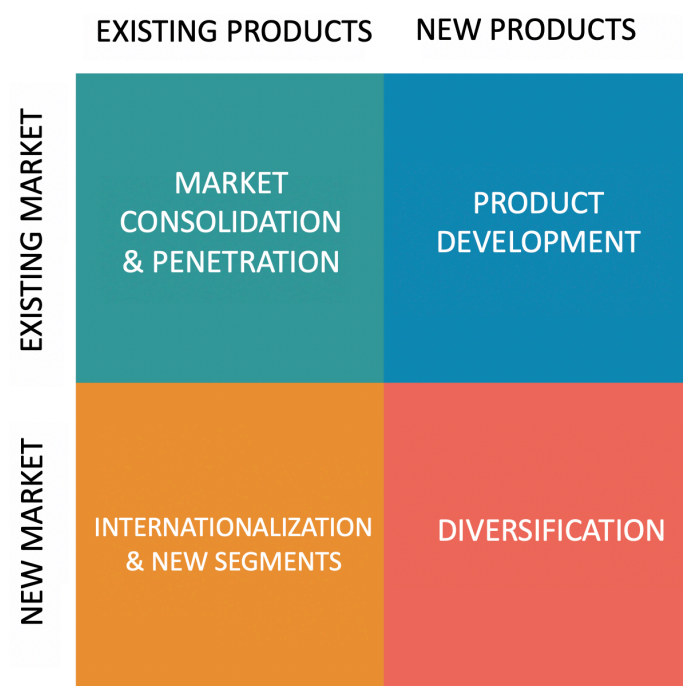 EXISTING PRODUCTS
NEW PRODUCTS
EXISTING MARKET
MARKET
CONSOLIDATION
& PENETRATION
PRODUCT
DEVELOPMENT
NEW MARKET
INTERNATIONALIZATION
& NEW SEGMENTS
DIVERSIFICATION